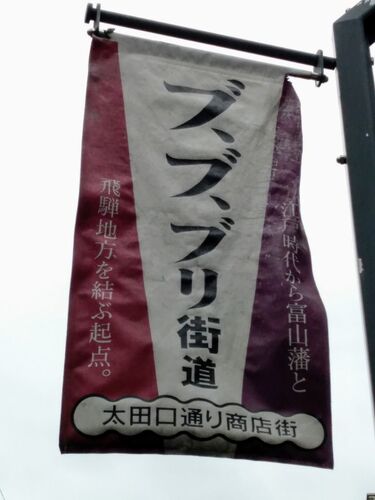 ブ、ブ、ブリ街道
江戸時代から富山藩と
飛騨地方を結ぶ起点。
太田口通り商店街